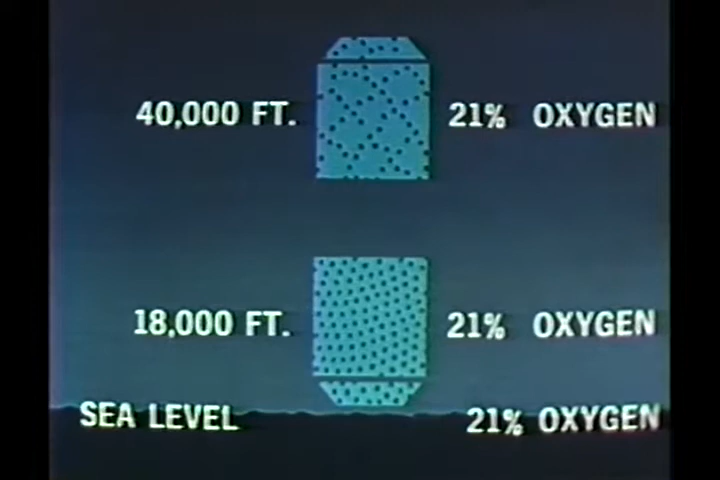 40,000 FT. 21% OXYGEN
18,000 FT. 21% OXYGEN
SEA LEVEL 21% OXYGEN